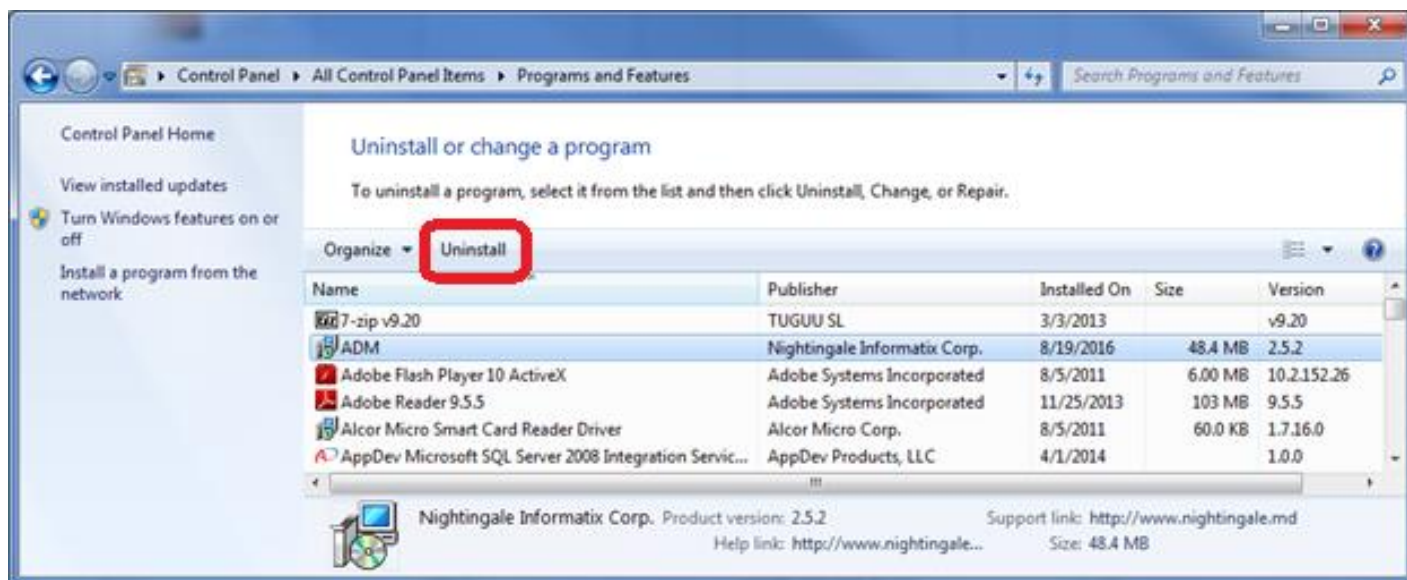 Control Panel All Control Panel Items Programs and Features Search Programs and Features
Control Panel Home
View installed updates
Turn Windows features on or
off
Install a program from the
network
Uninstall or change a program
To uninstall a program, select it from the list and then click Uninstall, Change, or Repair.
Organize Uninstall
Name Publisher Installed On Size Version
7-zip v9.20 TUGUU SL 3/3/2013 v9.20
ADM Nightingale Informatix Corp. 8/19/2016 48.4 MB 2.5.2
Adobe Flash Player 10 ActiveX Adobe Systems Incorporated 8/5/2011 6.00 MB 10.2.152.26
Adobe Reader 9.5.5 Adobe Systems Incorporated 11/25/2013 103 MB 9.5.5
Alcor Micro Smart Card Reader Driver Alcor Micro Corp. 8/5/2011 60.0 KB 1.7.16.0
AppDev Microsoft SQL Server 2008 Integration Servic... AppDev Products, LLC 4/1/2014 1.0.0
Nightingale Informatix Corp. Product version: 2.5.2 Support link: http://www.nightingale.md
Help link: http://www.nightingale... Size: 48.4 MB